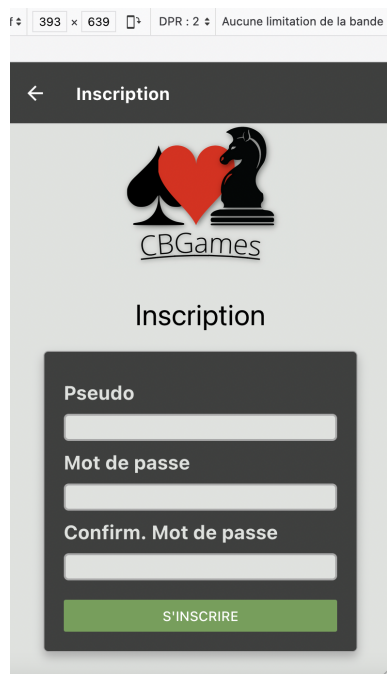 393 × 639 DPR : 2 Aucune limitation de la bande
Inscription
CBGames
Inscription
Pseudo
Mot de passe
Confirm. Mot de passe
S'INSCRIRE